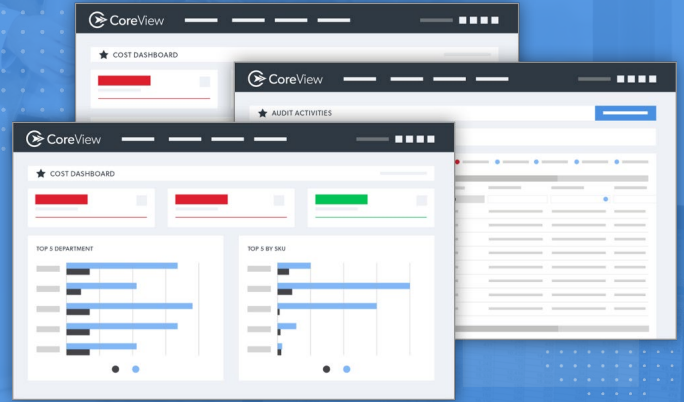 CoreView
★ COST DASHBOARD
CoreView
★ AUDIT ACTIVITIES
CoreView
★ COST DASHBOARD
TOP 5 DEPARTMENT
TOP 5 BY SKU